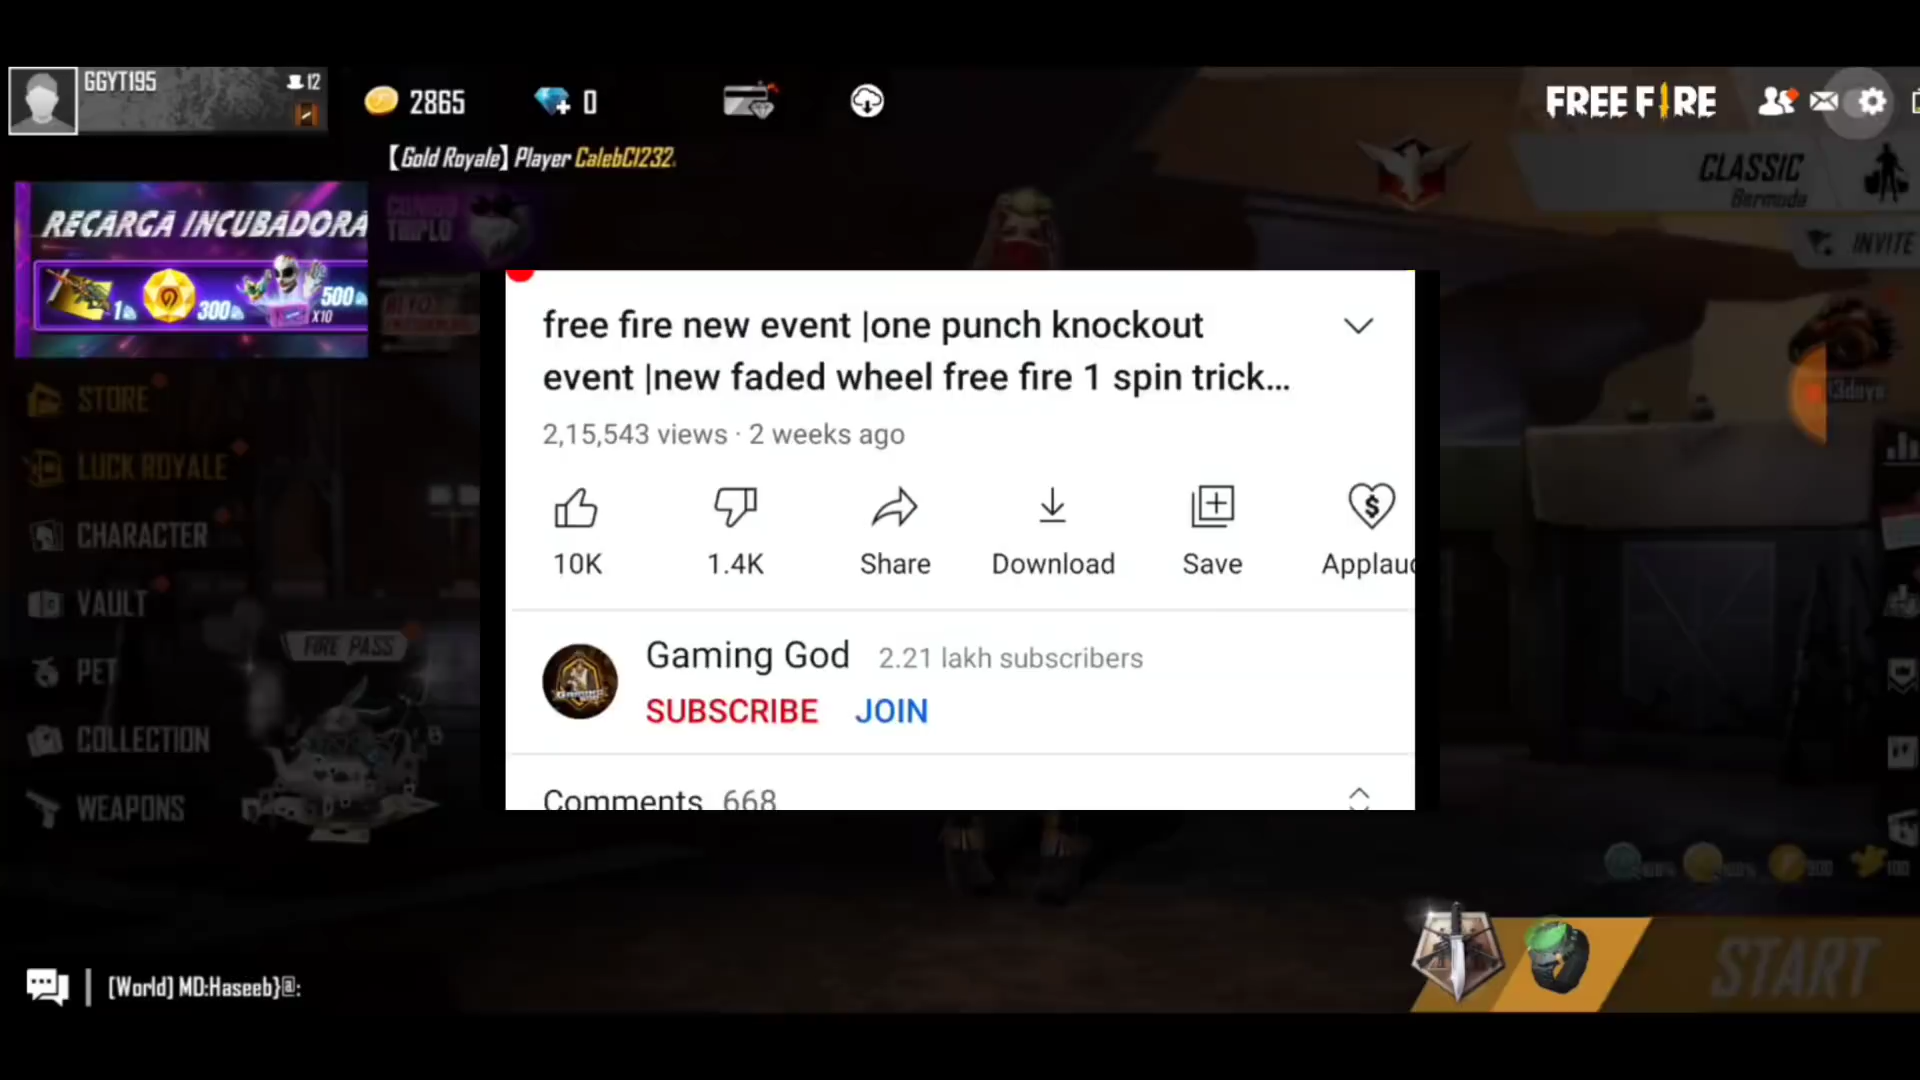 GGYT195
12
2865
0
FREE FIRE
【Gold Royale】Player CalebC1232.
CLASSIC
Bermuda
INVITE
RECARGA INCUBADORA
COMBO
TRIPLO
1
300
500
X10
free fire new event |one punch knockout
event |new faded wheel free fire 1 spin trick...
2,15,543 views · 2 weeks ago
10K
1.4K
Share
Download
Save
Applaud
Gaming God 2.21 lakh subscribers
SUBSCRIBE JOIN
Comments 668
STORE
LUCK ROYALE
CHARACTER
VAULT
FIRE PASS
PET
COLLECTION
WEAPONS
START
[World] MD:Haseeb}@: